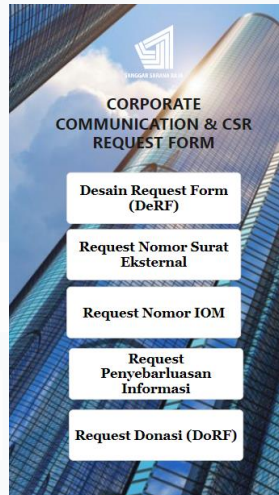 CORPORATE
COMMUNICATION & CSR
REQUEST FORM
Desain Request Form
(DeRF)
Request Nomor Surat
Eksternal
Request Nomor IOM
Request
Penyebarluasan
Informasi
Request Donasi (DoRF)